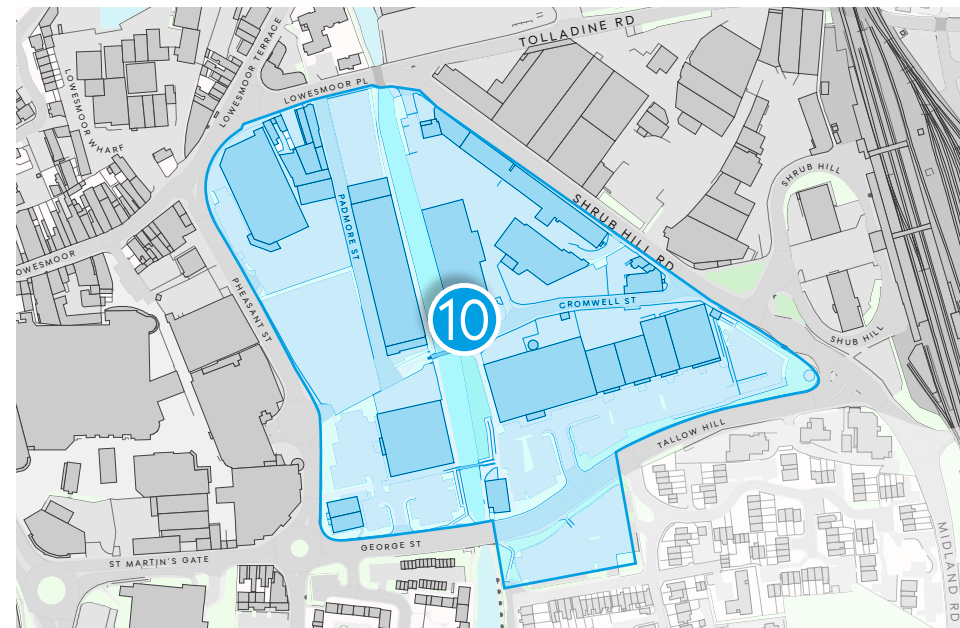 TOLLADINE RD
LOWESMOOR TERRACE
LOWESMOOR PL
LOWESMOOR WHARF
SHRUB HILL
PADMORE ST
SHRUB HILL RD
OWESMOOR
PHEASANT ST
CROMWELL ST
10
SHUB HILL
TALLOW HILL
GEORGE ST
ST MARTIN'S GATE
MIDLAND RD